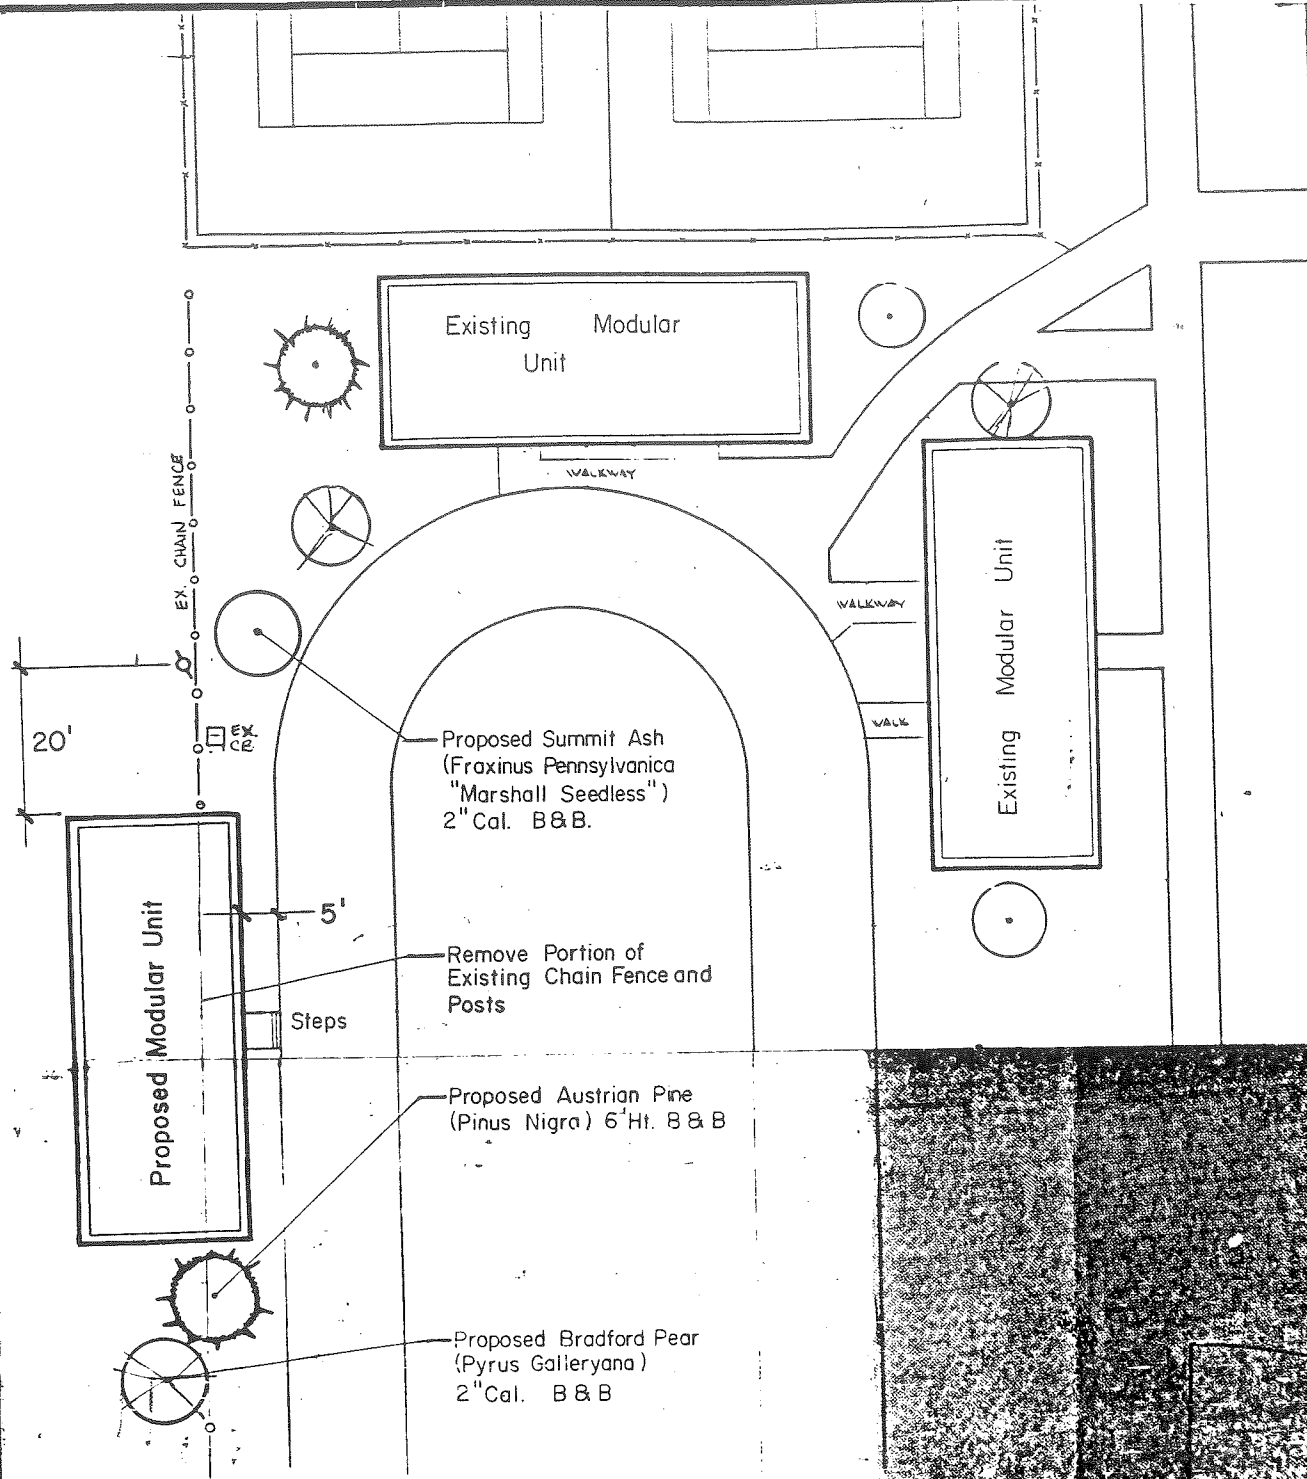 Existing Modular
Unit
WALKWAY
EX. CHAIN FENCE
Existing Modular Unit
WALKWAY
WALK
20'
EX.
CB
Proposed Summit Ash
(Fraxinus Pennsylvanica
"Marshall Seedless")
2" Cal. B & B.
5'
Proposed Modular Unit
Remove Portion of
Existing Chain Fence and
Posts
Steps
Proposed Austrian Pine
(Pinus Nigra) 6' Ht. B & B
Proposed Bradford Pear
(Pyrus Galleryana)
2" Cal. B & B